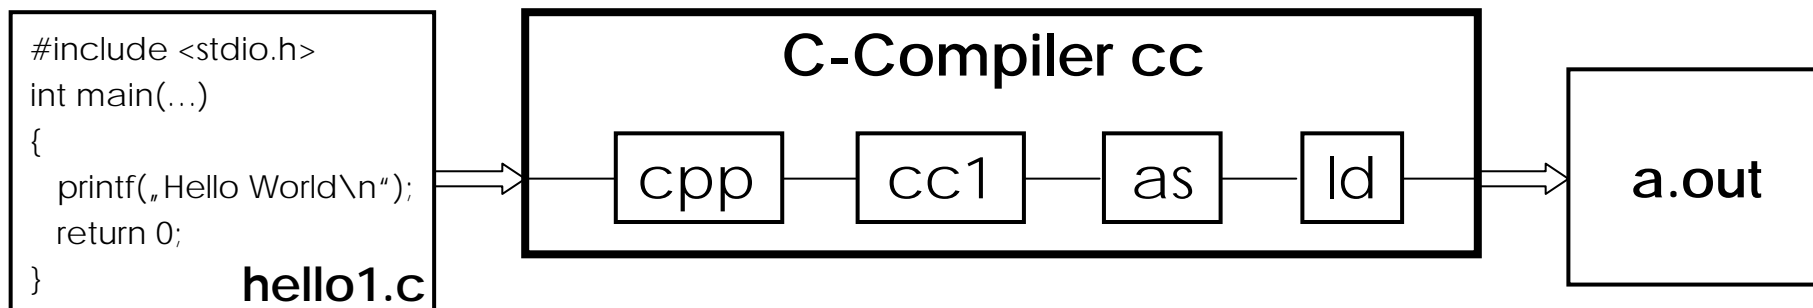 #include <stdio.h>
int main(…)
{
printf(„Hello World\n“);
return 0;
}
hello1.c
C-Compiler cc
cpp
cc1
as
ld
a.out